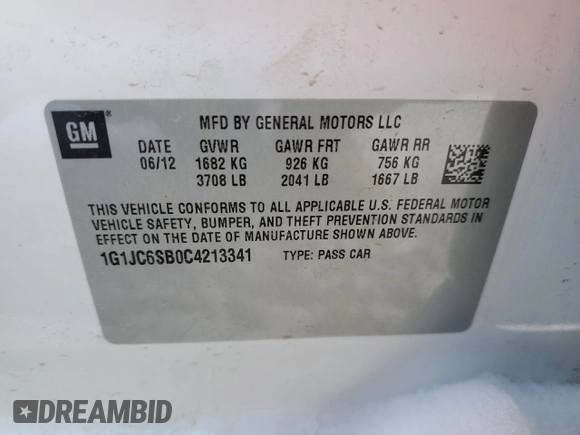 GM ®
MFD BY GENERAL MOTORS LLC
DATE GVWR GAWR FRT GAWR RR
06/12 1682 KG 926 KG 756 KG
3708 LB 2041 LB 1667 LB
THIS VEHICLE CONFORMS TO ALL APPLICABLE U.S. FEDERAL MOTOR
VEHICLE SAFETY, BUMPER, AND THEFT PREVENTION STANDARDS IN
EFFECT ON THE DATE OF MANUFACTURE SHOWN ABOVE.
1G1JC6SB0C4213341 TYPE: PASS CAR
DREAMBID